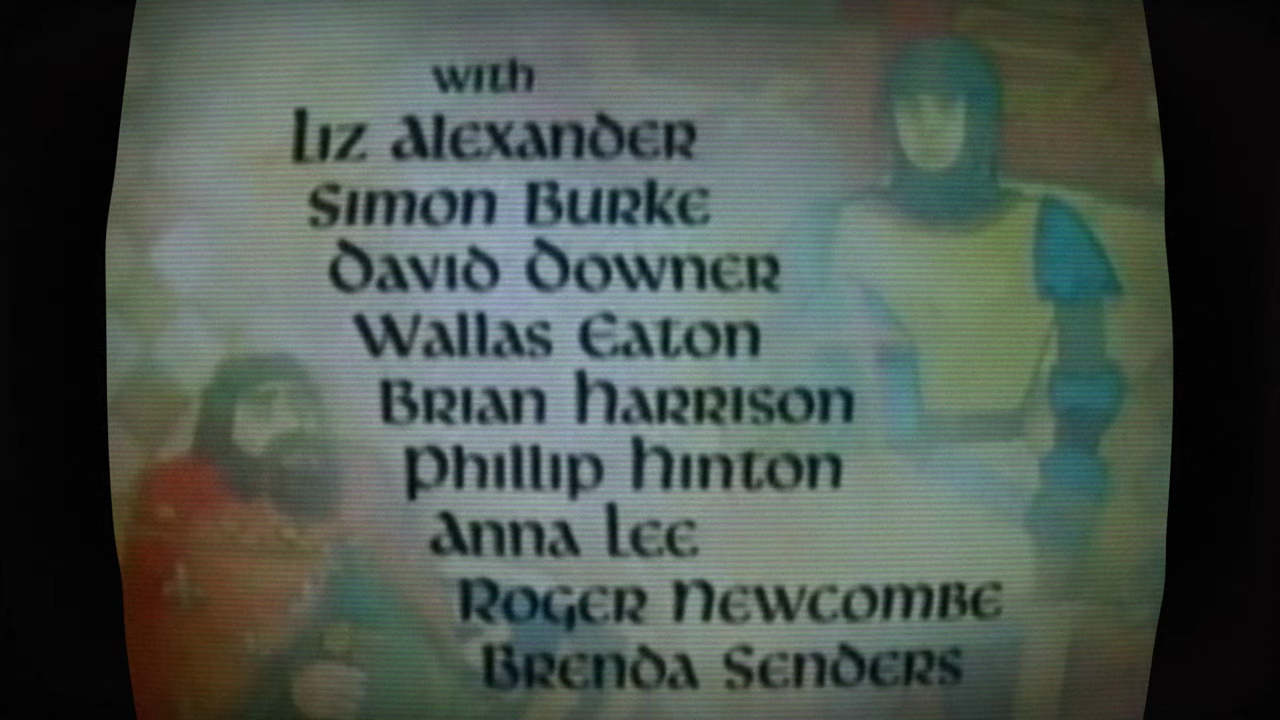 with
Liz Alexander
Simon Burke
David Downer
Wallas Eaton
Brian Harrison
Phillip Hinton
Anna Lee
Roger Newcombe
Brenda Senders